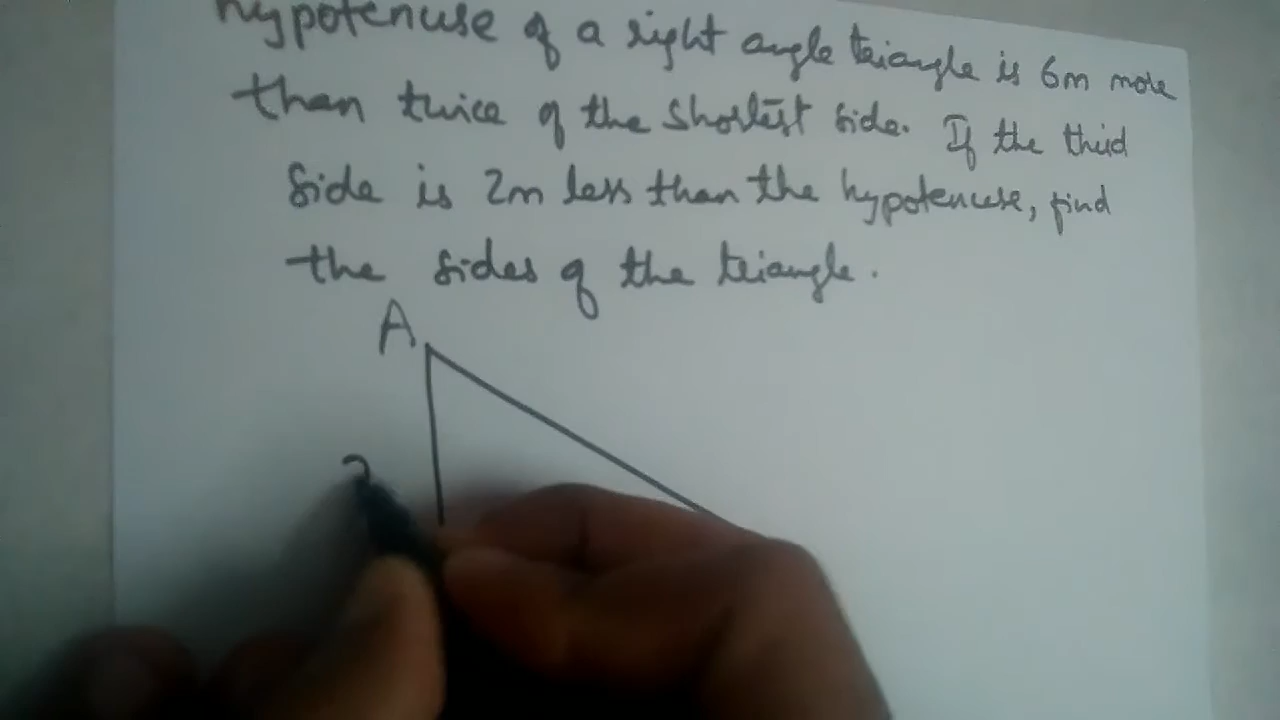 hypotenuse of a right angle triangle is 6m more
than twice of the shortest side. If the third
side is 2m less than the hypotenuse, find
the sides of the triangle.
A